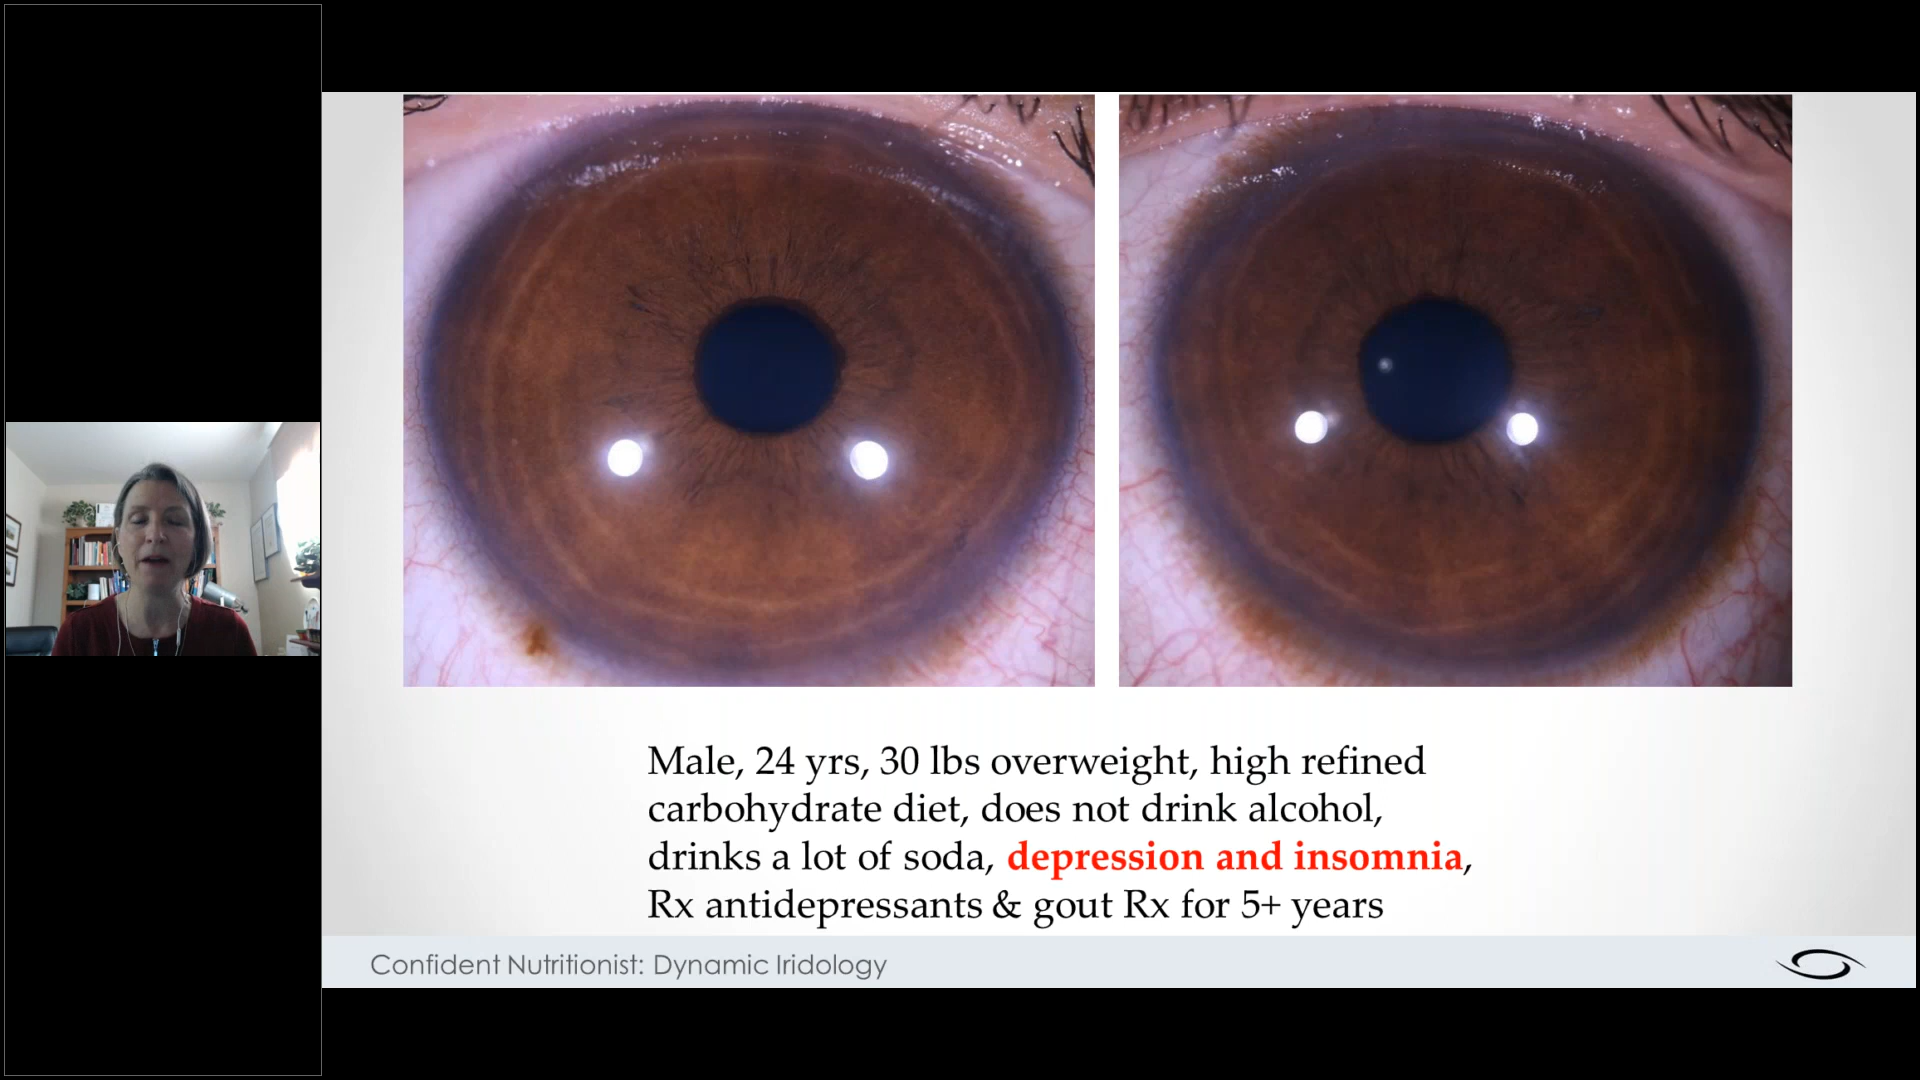 Male, 24 yrs, 30 lbs overweight, high refined
carbohydrate diet, does not drink alcohol,
drinks a lot of soda, depression and insomnia,
Rx antidepressants & gout Rx for 5+ years
Confident Nutritionist: Dynamic Iridology